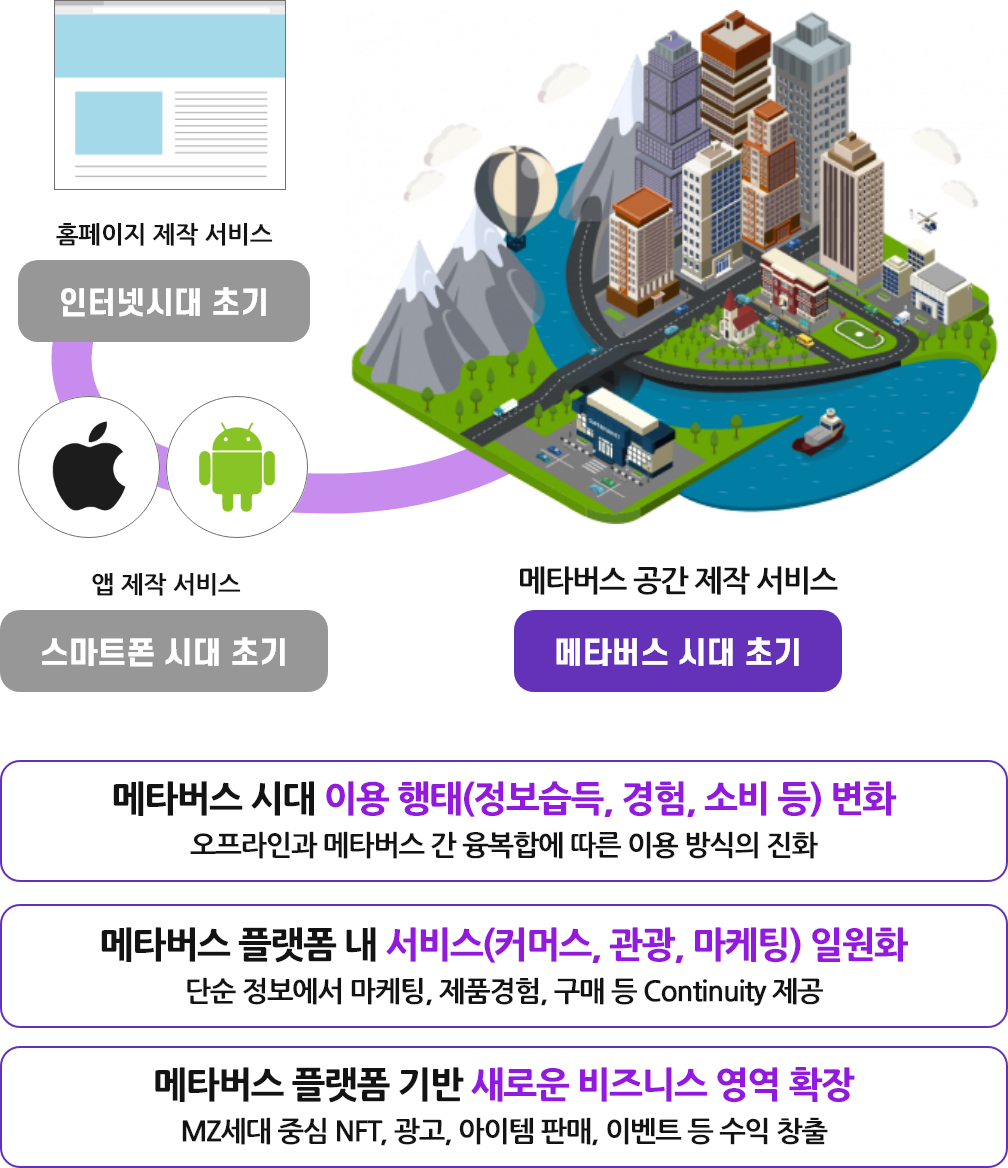 홈페이지 제작 서비스
인터넷시대 초기
앱 제작 서비스
스마트폰 시대 초기
SUPERMARKET
메타버스 공간 제작 서비스
메타버스 시대 초기
메타버스 시대 이용 행태(정보습득, 경험, 소비 등) 변화
오프라인과 메타버스 간 융복합에 따른 이용 방식의 진화
메타버스 플랫폼 내 서비스(커머스, 관광, 마케팅) 일원화
단순 정보에서 마케팅, 제품경험, 구매 등 Continuity 제공
메타버스 플랫폼 기반 새로운 비즈니스 영역 확장
MZ세대 중심 NFT, 광고, 아이템 판매, 이벤트 등 수익 창출